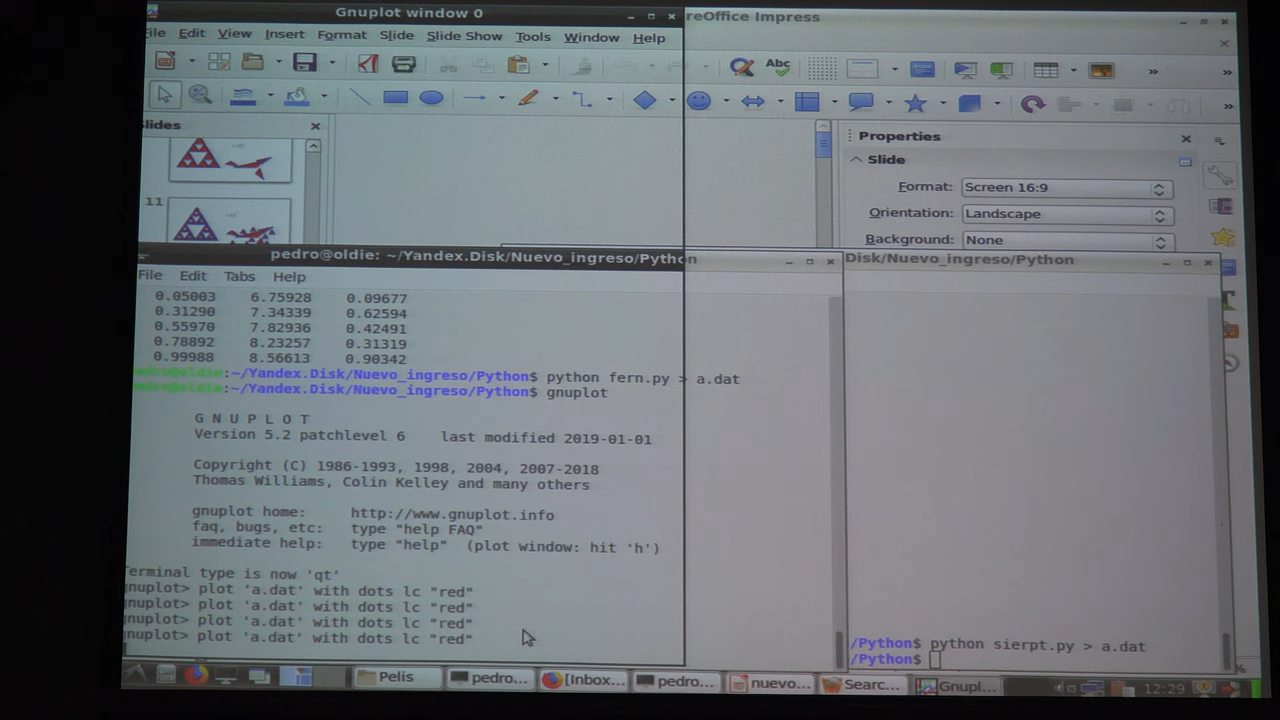 Gnuplot window 0
reOffice Impress
ile Edit View Insert Format Slide Slide Show Tools Window Help
Abc
lides
Properties
Slide
Format: Screen 16:9
11
Orientation: Landscape
Background: None
pedro@oldie: ~/Yandex.Disk/Nuevo_ingreso/Python
Disk/Nuevo_ingreso/Python
File Edit Tabs Help
0.05003 6.75928 0.09677
0.31290 7.34339 0.62594
0.55970 7.82936 0.42491
0.78892 8.23257 0.31319
0.99988 8.56613 0.90342
edro@oldie:~/Yandex.Disk/Nuevo_ingreso/Python$ python fern.py > a.dat
edro@oldie:~/Yandex.Disk/Nuevo_ingreso/Python$ gnuplot
G N U P L O T
Version 5.2 patchlevel 6 last modified 2019-01-01
Copyright (C) 1986-1993, 1998, 2004, 2007-2018
Thomas Williams, Colin Kelley and many others
gnuplot home: http://www.gnuplot.info
faq, bugs, etc: type "help FAQ"
immediate help: type "help" (plot window: hit 'h')
Terminal type is now 'qt'
gnuplot> plot 'a.dat' with dots lc "red"
gnuplot> plot 'a.dat' with dots lc "red"
gnuplot> plot 'a.dat' with dots lc "red"
gnuplot> plot 'a.dat' with dots lc "red"
/Python$ python sierpt.py > a.dat
/Python$
Pelis pedro... [Inbox... pedro... nuevo... Searc... Gnupl... 12:29